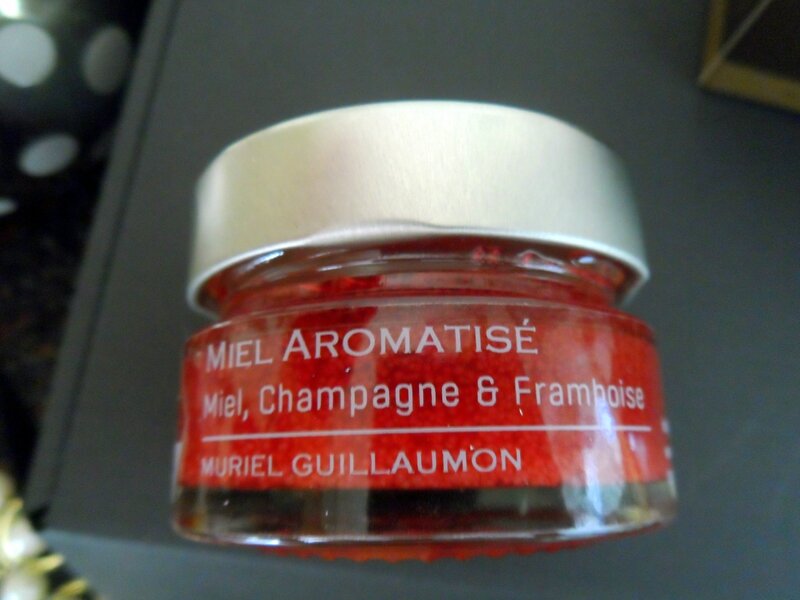 MIEL AROMATISÉ
Miel, Champagne & Framboise
MURIEL GUILLAUMON